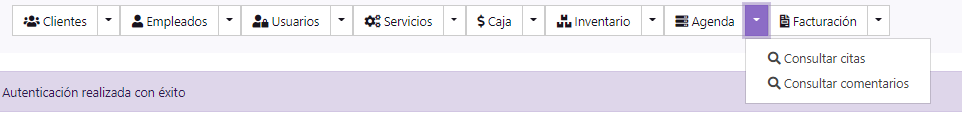 Clientes Empleados Usuarios Servicios Caja Inventario Agenda Facturación
Consultar citas
Consultar comentarios
Autenticación realizada con éxito